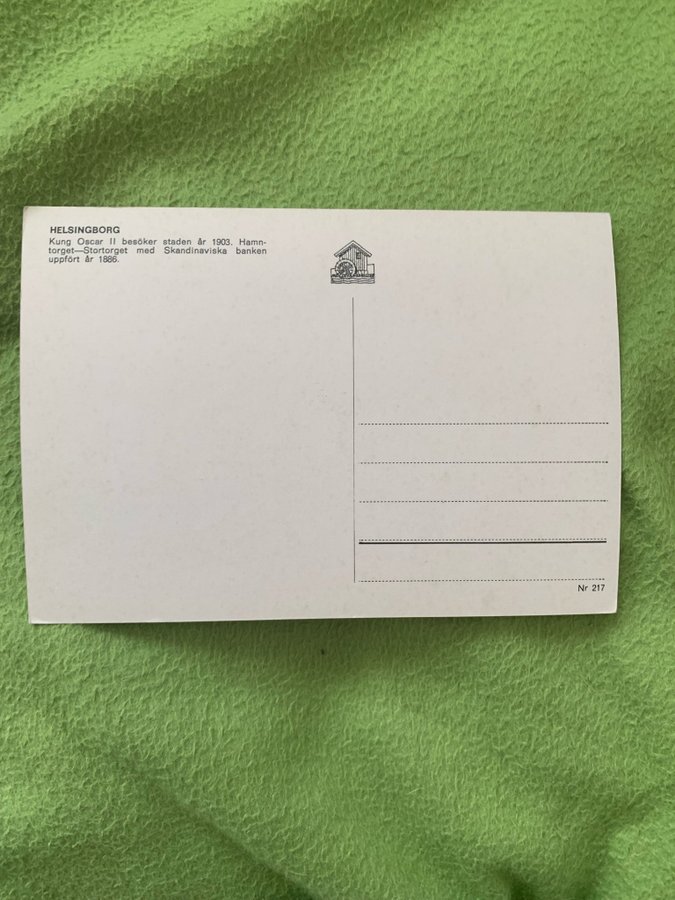 HELSINGBORG
Kung Oscar II besöker staden år 1903. Hamn-
torget—Stortorget med Skandinaviska banken
uppfört år 1886.
Nr 217